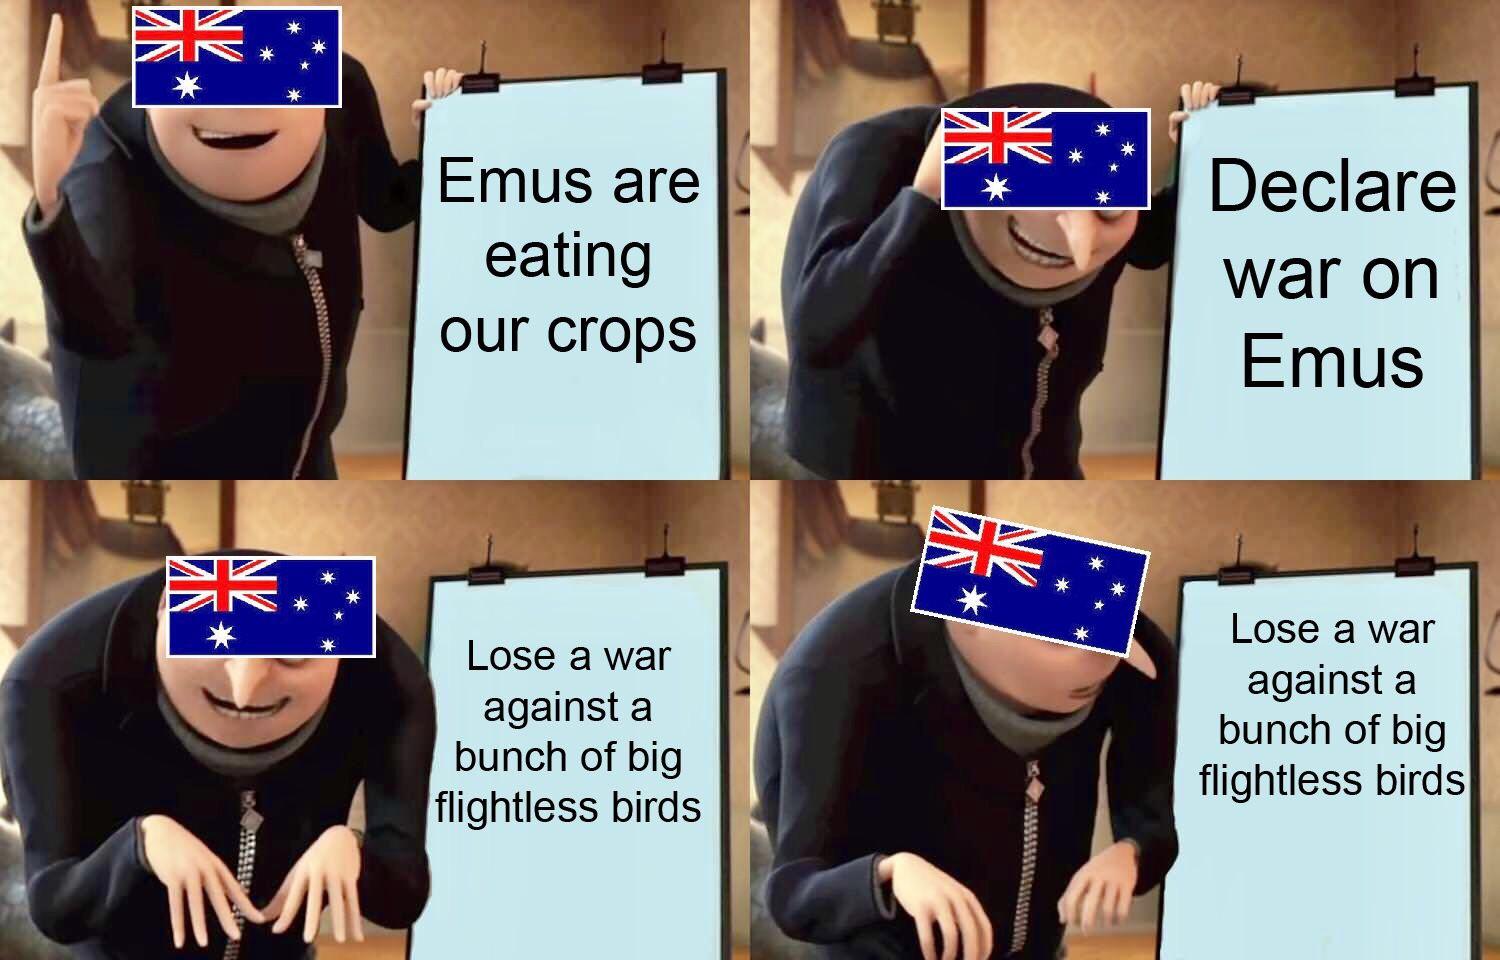 Emus are
eating
our crops
Declare
war on
Emus
Lose a war
against a
bunch of big
flightless birds
Lose a war
against a
bunch of big
flightless birds